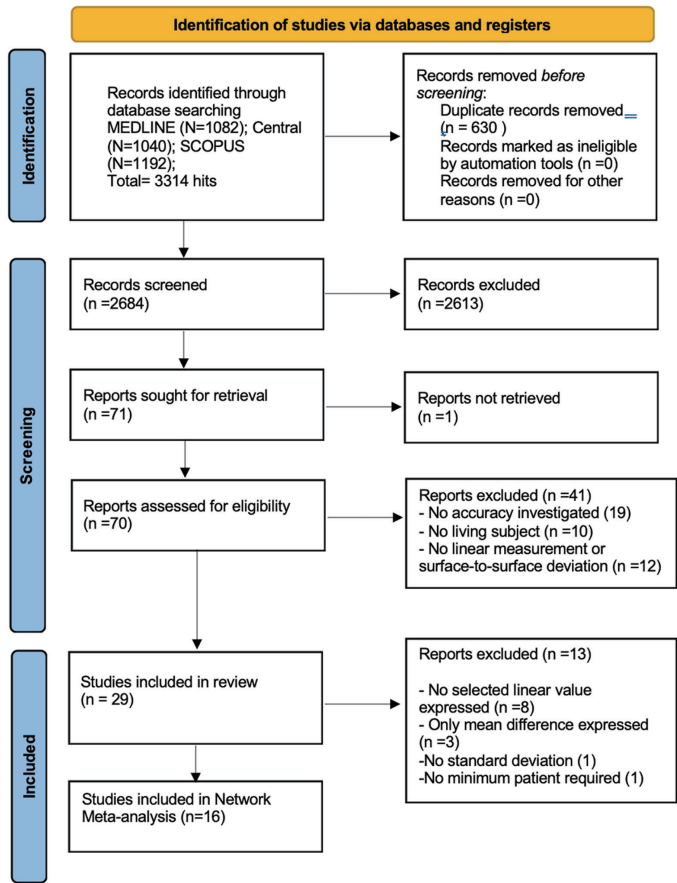 Identification of studies via databases and registers
Identification
Records identified through
database searching
MEDLINE (N=1082); Central
(N=1040); SCOPUS
(N=1192);
Total= 3314 hits
Records removed before
screening:
Duplicate records removed
(n = 630 )
Records marked as ineligible
by automation tools (n =0)
Records removed for other
reasons (n =0)
Screening
Records screened
(n =2684)
Records excluded
(n =2613)
Reports sought for retrieval
(n =71)
Reports not retrieved
(n =1)
Reports assessed for eligibility
(n =70)
Reports excluded (n =41)
- No accuracy investigated (19)
- No living subject (n =10)
- No linear measurement or
surface-to-surface deviation (n =12)
Included
Studies included in review
(n = 29)
Reports excluded (n =13)
- No selected linear value
expressed (n =8)
- Only mean difference expressed
(n =3)
-No standard deviation (1)
-No minimum patient required (1)
Studies included in Network
Meta-analysis (n=16)